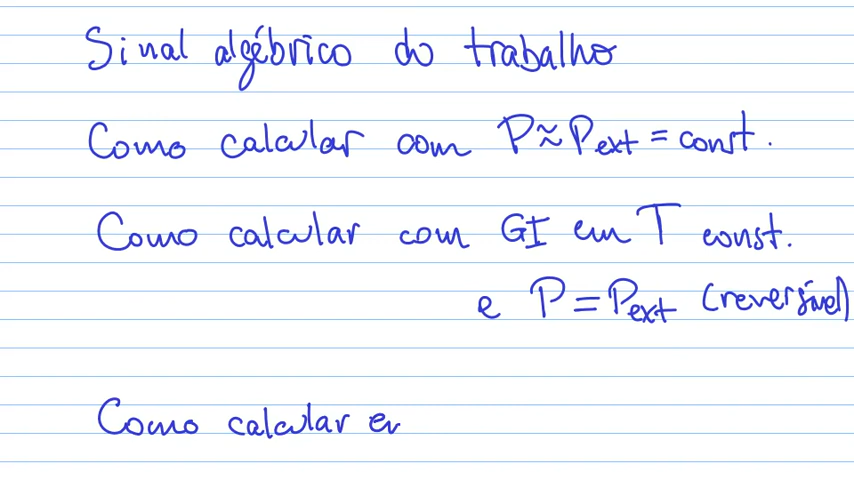 Sinal algébrico do trabalho
Como calcular com P≈Pext = const.
Como calcular com GI em T const.
e P = Pext (reversível)
Como calcular